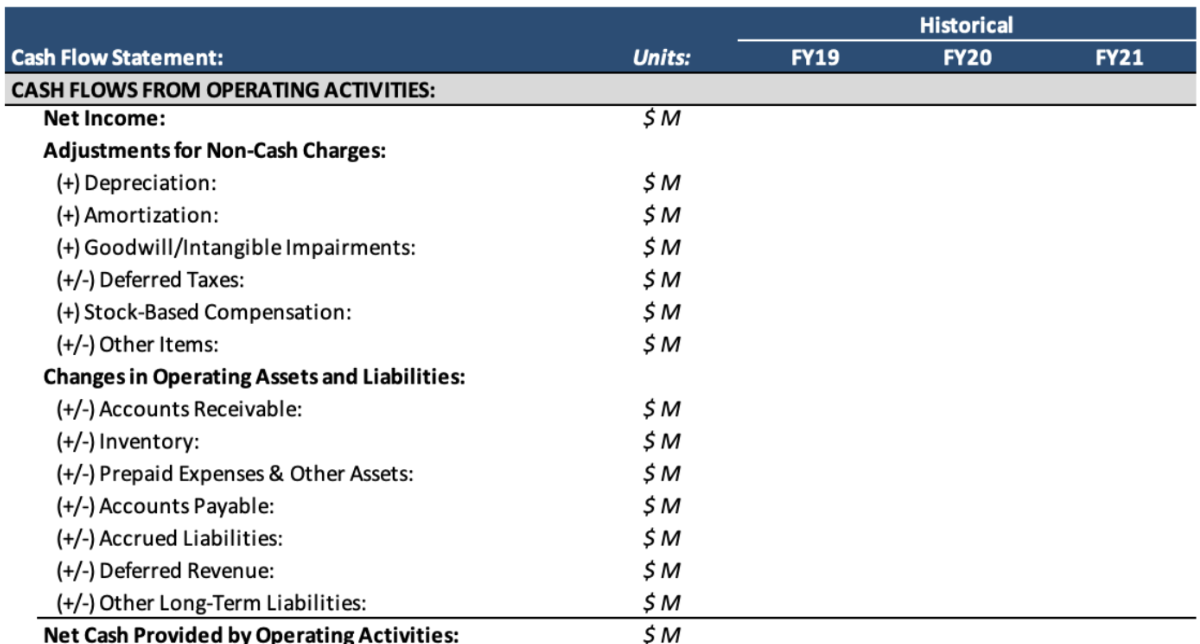 Historical
Cash Flow Statement: Units: FY19 FY20 FY21
CASH FLOWS FROM OPERATING ACTIVITIES:
Net Income: $ M
Adjustments for Non-Cash Charges:
(+) Depreciation: $ M
(+) Amortization: $ M
(+) Goodwill/Intangible Impairments: $ M
(+/-) Deferred Taxes: $ M
(+) Stock-Based Compensation: $ M
(+/-) Other Items: $ M
Changes in Operating Assets and Liabilities:
(+/-) Accounts Receivable: $ M
(+/-) Inventory: $ M
(+/-) Prepaid Expenses & Other Assets: $ M
(+/-) Accounts Payable: $ M
(+/-) Accrued Liabilities: $ M
(+/-) Deferred Revenue: $ M
(+/-) Other Long-Term Liabilities: $ M
Net Cash Provided by Operating Activities: $ M